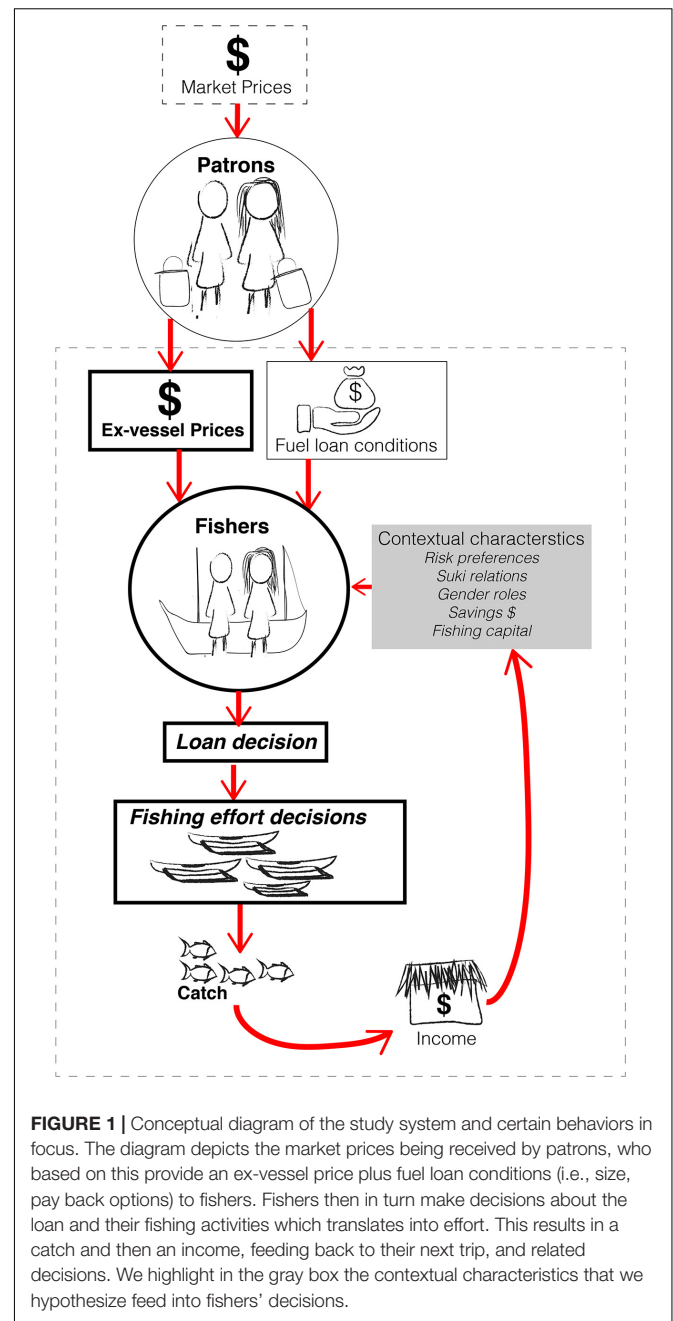 $
Market Prices
Patrons
$
Ex-vessel Prices
$
Fuel loan conditions
Fishers
Contextual characterstics
Risk preferences
Suki relations
Gender roles
Savings $
Fishing capital
Loan decision
Fishing effort decisions
Catch
$
Income
FIGURE 1 | Conceptual diagram of the study system and certain behaviors in
focus. The diagram depicts the market prices being received by patrons, who
based on this provide an ex-vessel price plus fuel loan conditions (i.e., size,
pay back options) to fishers. Fishers then in turn make decisions about the
loan and their fishing activities which translates into effort. This results in a
catch and then an income, feeding back to their next trip, and related
decisions. We highlight in the gray box the contextual characteristics that we
hypothesize feed into fishers’ decisions.